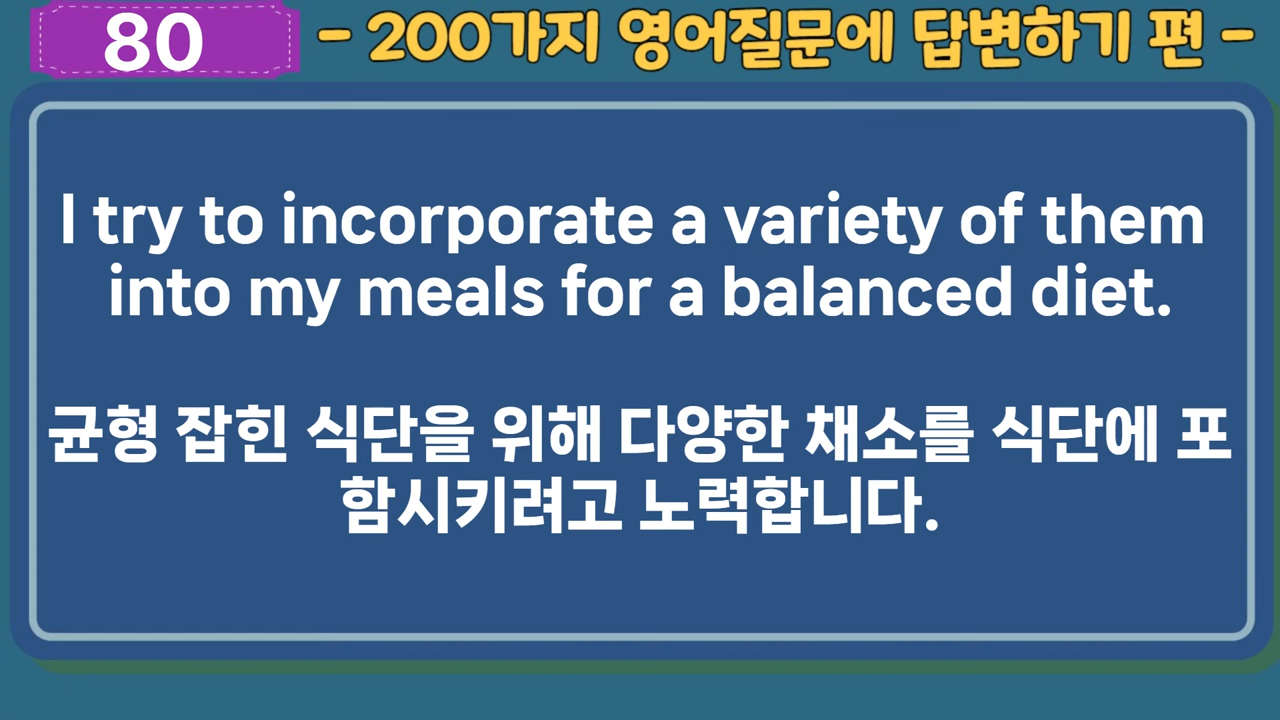 80
- 200가지 영어질문에 답변하기 편 -
I try to incorporate a variety of them
into my meals for a balanced diet.
균형 잡힌 식단을 위해 다양한 채소를 식단에 포
함시키려고 노력합니다.